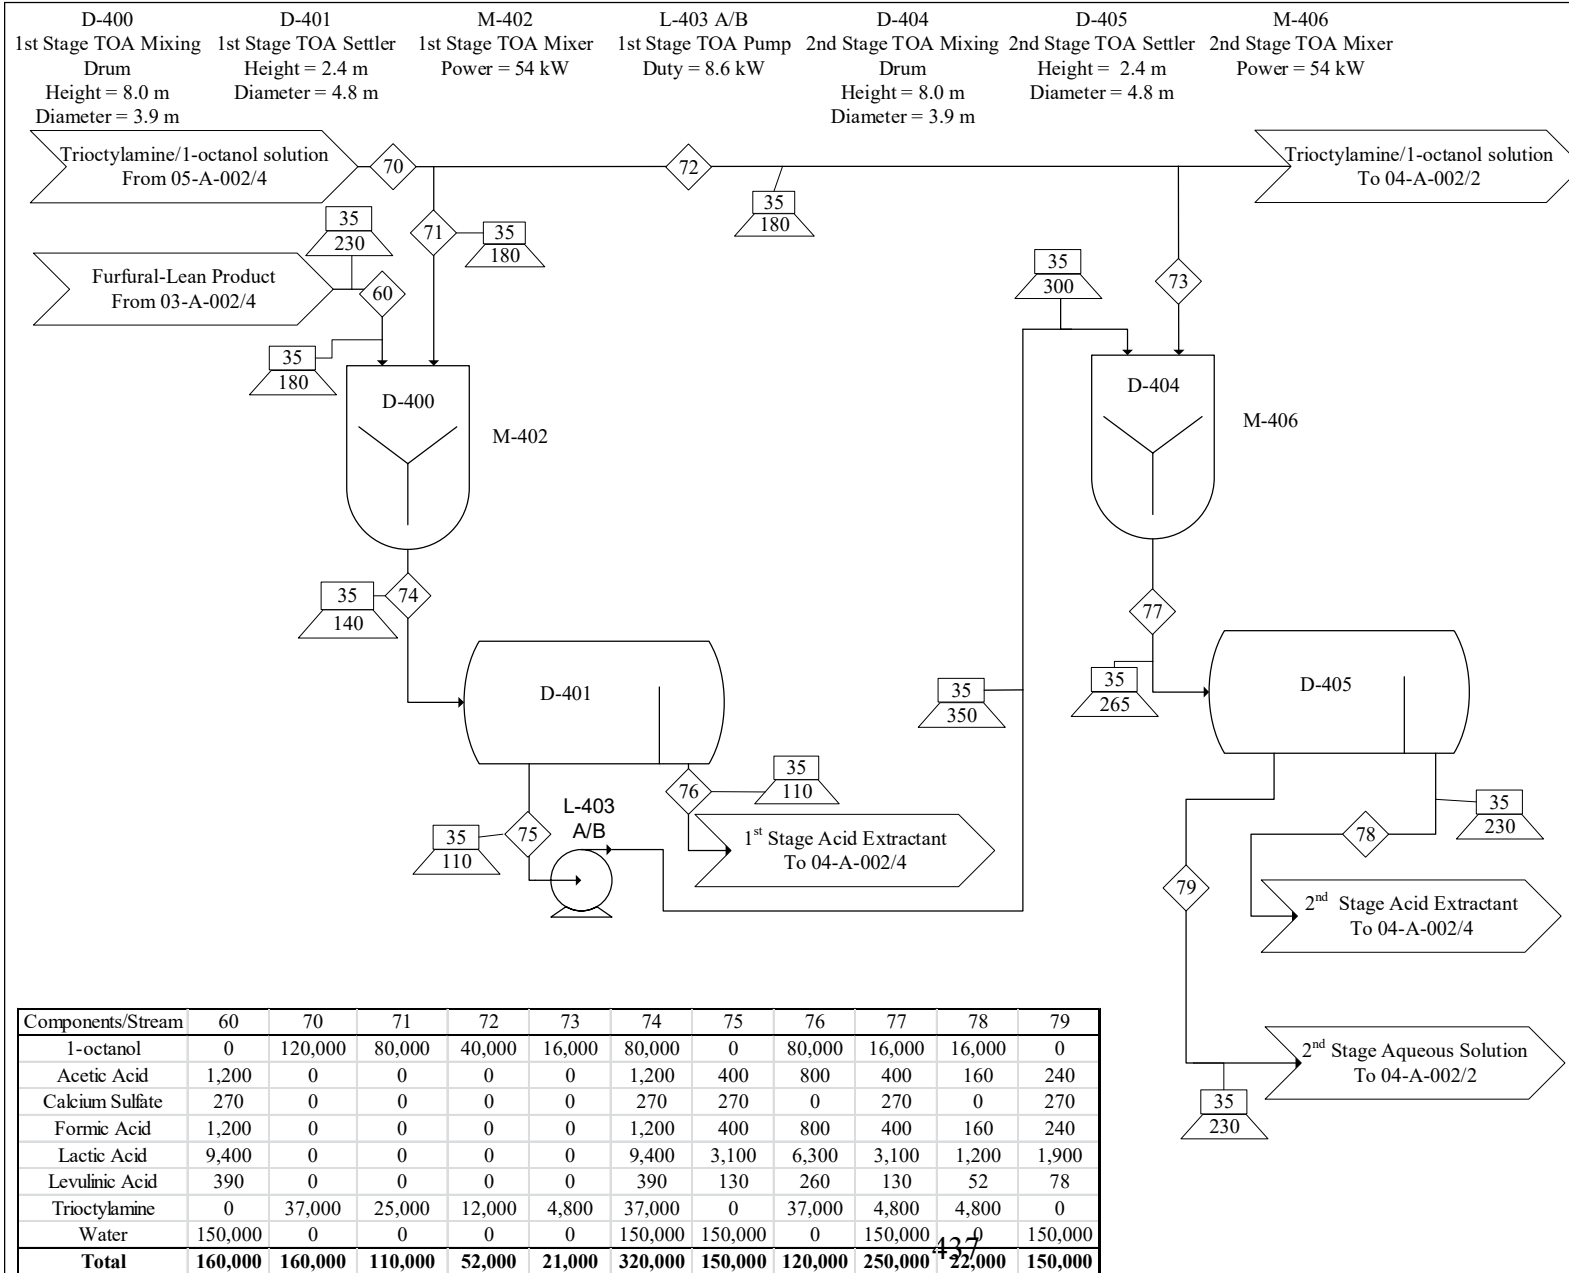 D-400
1st Stage TOA Mixing
Drum
Height = 8.0 m
Diameter = 3.9 m
D-401
1st Stage TOA Settler
Height = 2.4 m
Diameter = 4.8 m
M-402
1st Stage TOA Mixer
Power = 54 kW
L-403 A/B
1st Stage TOA Pump
Duty = 8.6 kW
D-404
2nd Stage TOA Mixing
Drum
Height = 8.0 m
Diameter = 3.9 m
D-405
2nd Stage TOA Settler
Height = 2.4 m
Diameter = 4.8 m
M-406
2nd Stage TOA Mixer
Power = 54 kW
Trioctylamine/1-octanol solution
From 05-A-002/4
70
72
35
180
Trioctylamine/1-octanol solution
To 04-A-002/2
35
230
71
35
180
Furfural-Lean Product
From 03-A-002/4
60
35
300
73
35
180
D-400
M-402
D-404
M-406
35
140
74
77
35
265
D-401
35
350
D-405
35
110
76
L-403
A/B
35
110
75
1st Stage Acid Extractant
To 04-A-002/4
35
230
78
79
2nd Stage Acid Extractant
To 04-A-002/4
2nd Stage Aqueous Solution
To 04-A-002/2
35
230
Components/Stream 60 70 71 72 73 74 75 76 77 78 79
1-octanol 0 120,000 80,000 40,000 16,000 80,000 0 80,000 16,000 16,000 0
Acetic Acid 1,200 0 0 0 0 1,200 400 800 400 160 240
Calcium Sulfate 270 0 0 0 0 270 270 0 270 0 270
Formic Acid 1,200 0 0 0 0 1,200 400 800 400 160 240
Lactic Acid 9,400 0 0 0 0 9,400 3,100 6,300 3,100 1,200 1,900
Levulinic Acid 390 0 0 0 0 390 130 260 130 52 78
Trioctylamine 0 37,000 25,000 12,000 4,800 37,000 0 37,000 4,800 4,800 0
Water 150,000 0 0 0 0 150,000 150,000 0 150,000 0 150,000
Total 160,000 160,000 110,000 52,000 21,000 320,000 150,000 120,000 250,000 22,000 150,000
437